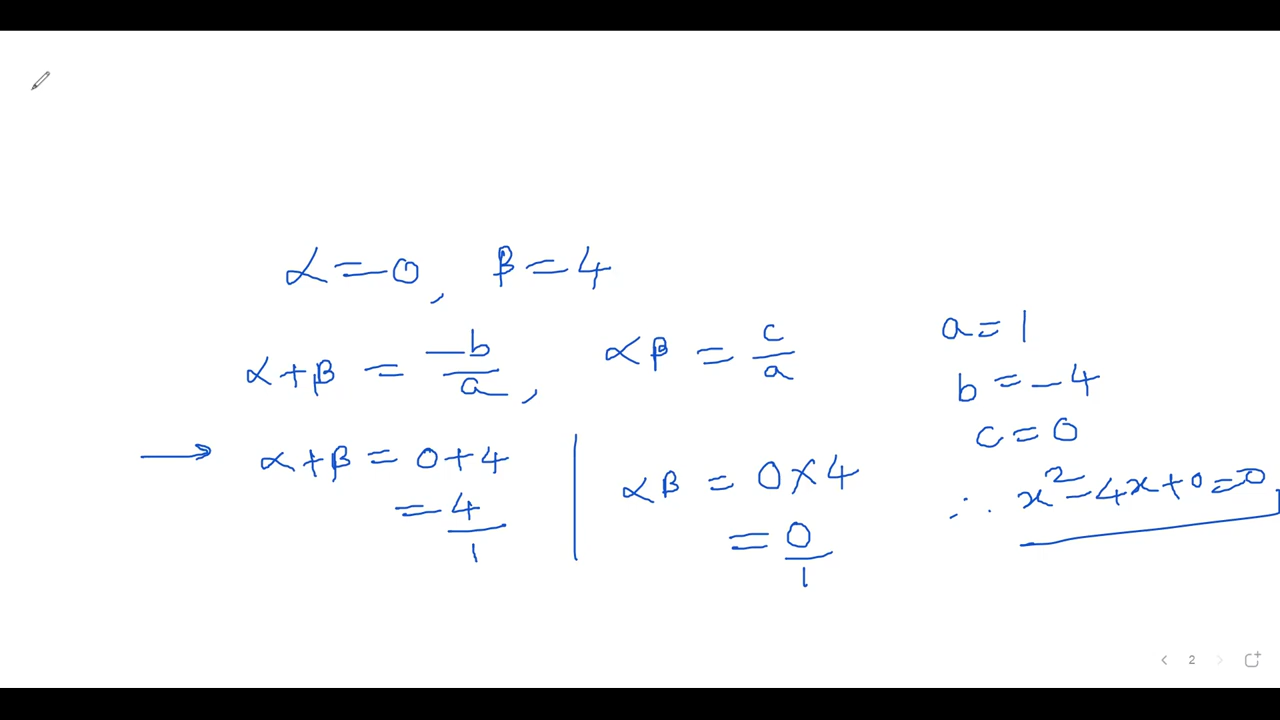 α = 0, β = 4
α+β = -b/a, αβ = c/a
→ α+β = 0+4
= 4/1
αβ = 0×4
= 0/1
a = 1
b = -4
c = 0
∴ x²-4x+0=0
2